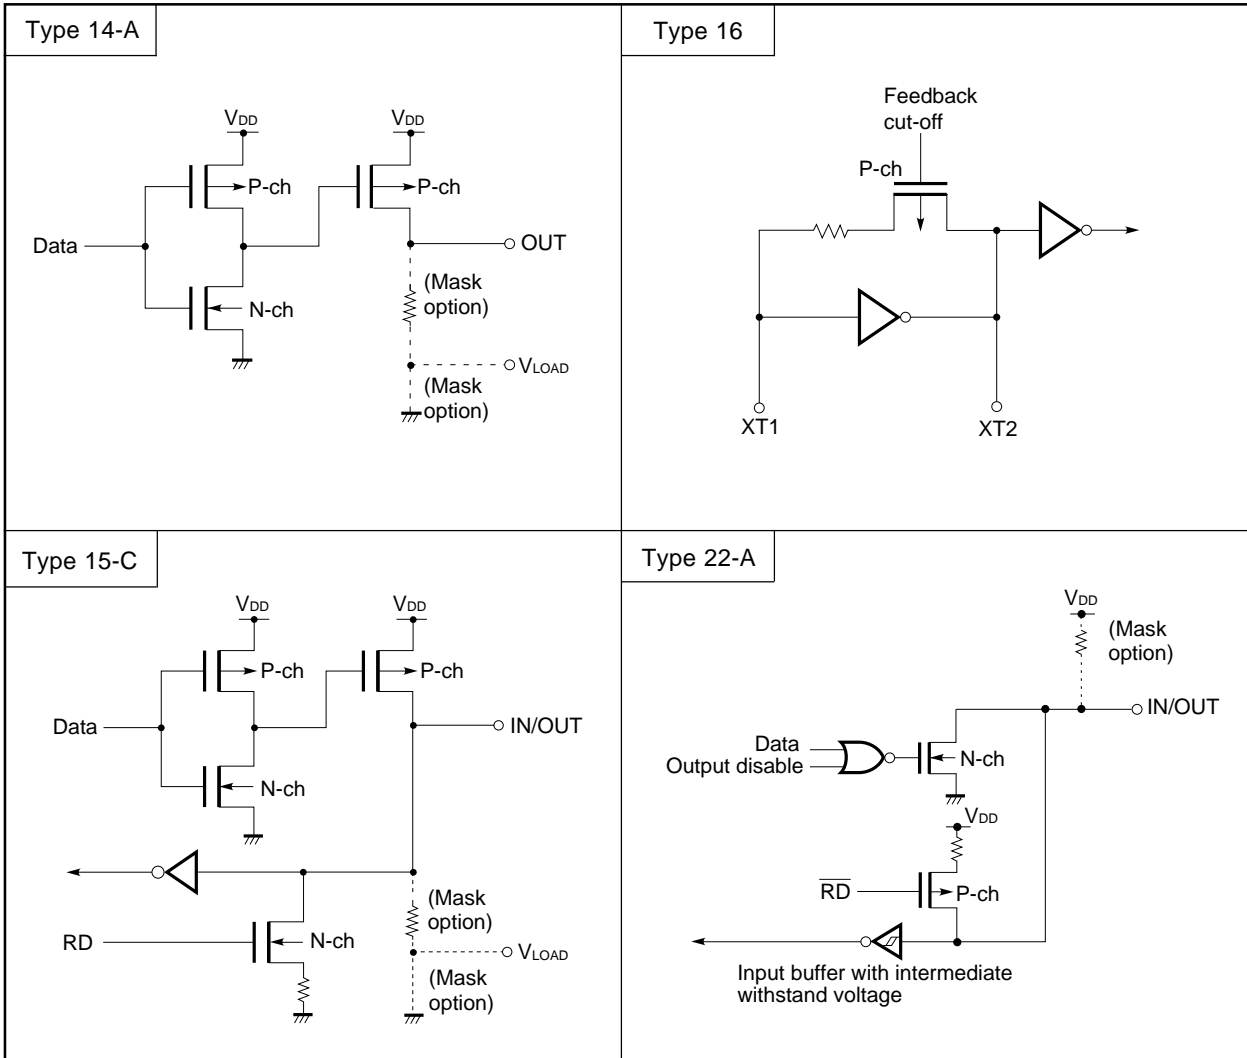 Type 14-A
VDD
VDD
P-ch
P-ch
Data
OUT
N-ch
(Mask
option)
VLOAD
(Mask
option)
Type 16
Feedback
cut-off
P-ch
XT1
XT2
Type 15-C
VDD
VDD
P-ch
P-ch
Data
IN/OUT
N-ch
(Mask
option)
RD
N-ch
VLOAD
(Mask
option)
Type 22-A
VDD
(Mask
option)
IN/OUT
Data
Output disable
N-ch
VDD
R̅D̅
P-ch
Input buffer with intermediate
withstand voltage